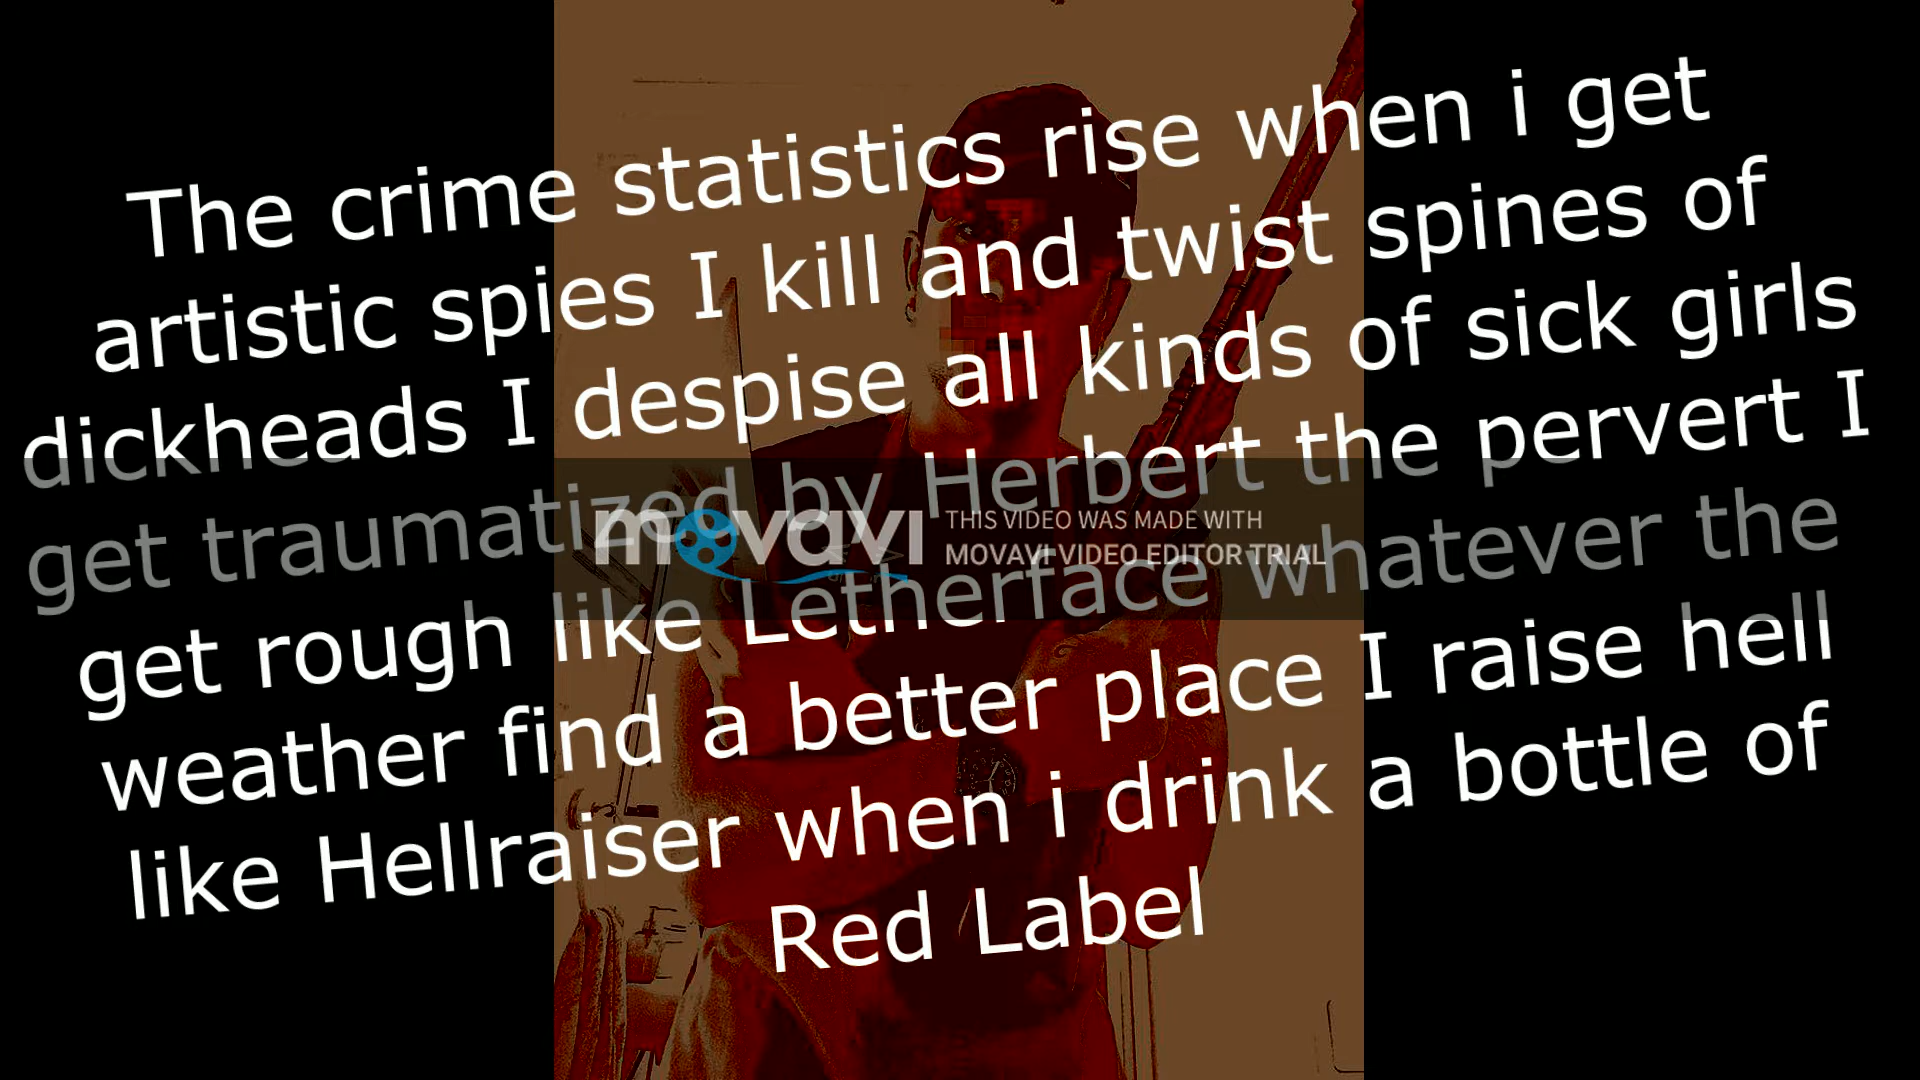 The crime statistics rise when i get
artistic spies I kill and twist spines of
dickheads I despise all kinds of sick girls
get traumatized by Herbert the pervert I
get rough like Letherface whatever the
weather find a better place I raise hell
like Hellraiser when i drink a bottle of
Red Label
movavi
THIS VIDEO WAS MADE WITH
MOVAVI VIDEO EDITOR TRIAL